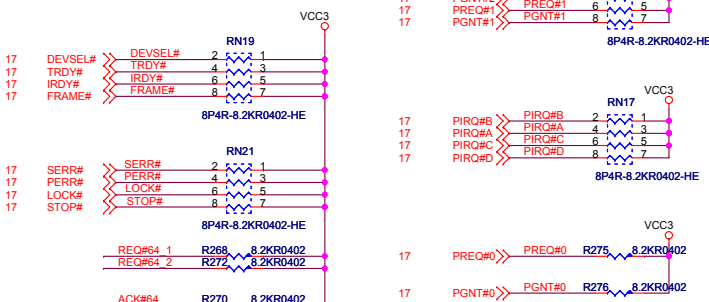 VCC3
RN19
17 DEVSEL# DEVSEL# 2 1
17 TRDY# TRDY# 4 3
17 IRDY# IRDY# 6 5
17 FRAME# FRAME# 8 7
8P4R-8.2KR0402-HE
RN21
17 SERR# SERR# 2 1
17 PERR# PERR# 4 3
17 LOCK# LOCK# 6 5
17 STOP# STOP# 8 7
8P4R-8.2KR0402-HE
REQ#64_1 R268 8.2KR0402
REQ#64_2 R272 8.2KR0402
ACK#64 R270 8.2KR0402
17 PREQ#1 PREQ#1 6 5
17 PGNT#1 PGNT#1 8 7
8P4R-8.2KR0402-HE
VCC3
RN17
17 PIRQ#B PIRQ#B 2 1
17 PIRQ#A PIRQ#A 4 3
17 PIRQ#C PIRQ#C 6 5
17 PIRQ#D PIRQ#D 8 7
8P4R-8.2KR0402-HE
VCC3
17 PREQ#0 PREQ#0 R275 8.2KR0402
17 PGNT#0 PGNT#0 R276 8.2KR0402